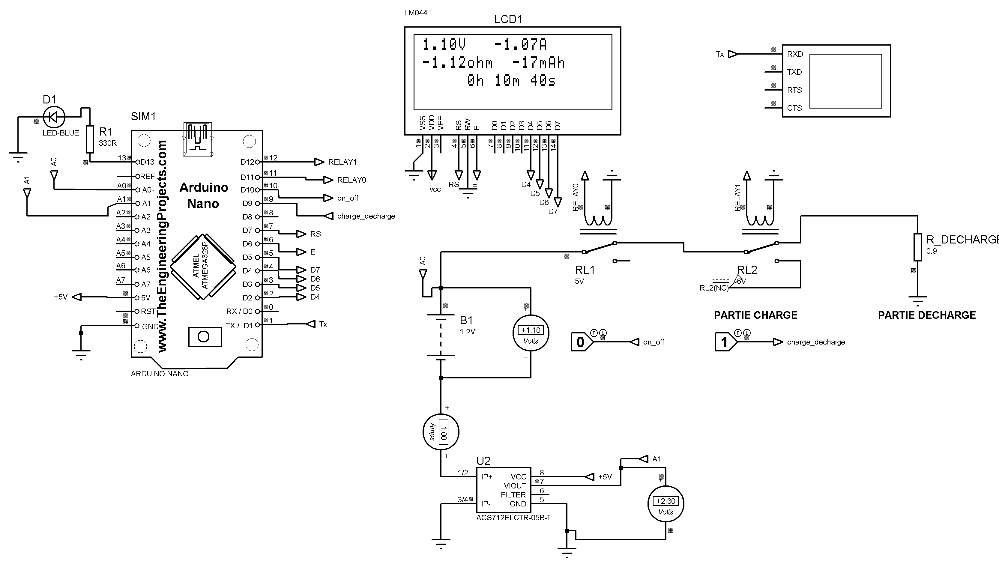 LM044L
LCD1
1.10V -1.07A
-1.12ohm -17mAh
0h 10m 40s
VSS
VDD
VEE
RS
RW
E
D0
D1
D2
D3
D4
D5
D6
D7
1
2
3
4
5
6
7
8
9
10
11
12
13
14
vcc
RS
E
D4
D5
D6
D7
Tx
RXD
TXD
RTS
CTS
D1
LED-BLUE
R1
330R
SIM1
A0
A1
13
A0
A1
A2
A3
A4
A5
A6
A7
+5V
D13
REF
A0
A1
A2
A3
A4
A5
A6
A7
5V
RST
GND
www.TheEngineeringProjects.com
Arduino
Nano
ATMEL
ATMEGA328P
D12
D11
D10
D9
D8
D7
D6
D5
D4
D3
D2
RX / D0
TX / D1
12
11
10
9
8
7
6
5
4
3
2
0
1
RELAY1
RELAY0
on_off
charge_decharge
RS
E
D7
D6
D5
D4
Tx
ARDUINO NANO
RELAY0
RELAY1
A0
RL1
5V
RL2
5V
RL2(NC)
R_DECHARGE
0.9
B1
1.2V
+
+1.10
Volts
−
PARTIE CHARGE
PARTIE DECHARGE
0
on_off
1
charge_decharge
+
-1.00
Amps
−
U2
1/2
3/4
IP+
IP-
VCC
VIOUT
FILTER
GND
8
7
6
5
ACS712ELCTR-05B-T
+5V
A1
+
+2.30
Volts
−